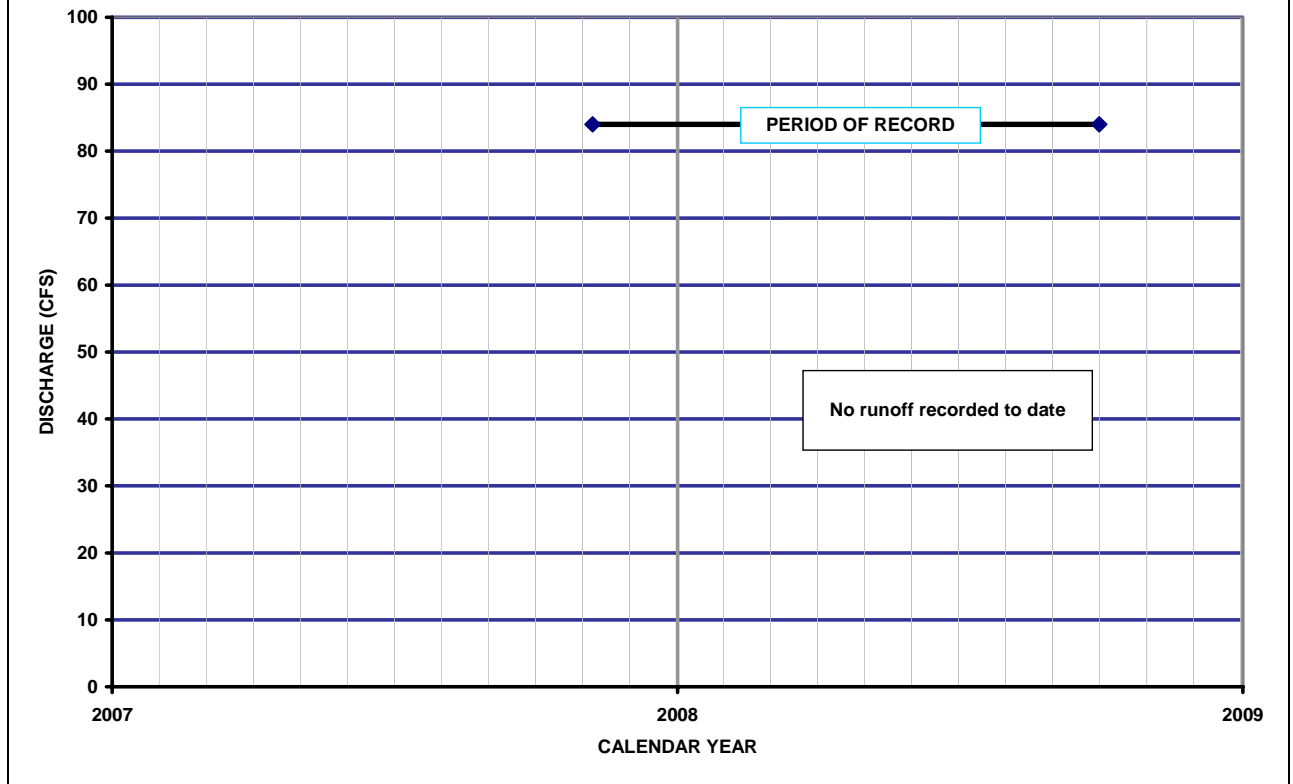 100
90
PERIOD OF RECORD
80
70
60
DISCHARGE (CFS)
50
No runoff recorded to date
40
30
20
10
0
2007 2008 2009
CALENDAR YEAR